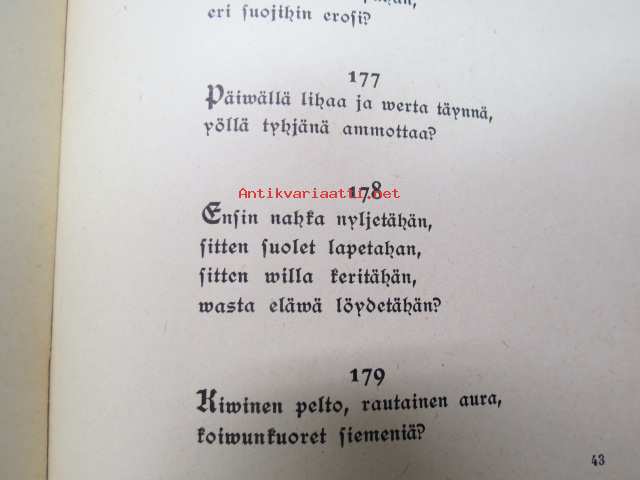 eri suojihin erosi?
177
Päiwällä lihaa ja werta täynnä,
yöllä tyhjänä ammottaa?
178
Antikvariaatti.net
Ensin nahka nyljetähän,
sitten suolet lapetahan,
sitten willa keritähän,
wasta eläwä löydetähän?
179
Kiwinen pelto, rautainen aura,
koiwunkuoret siemeniä?
43